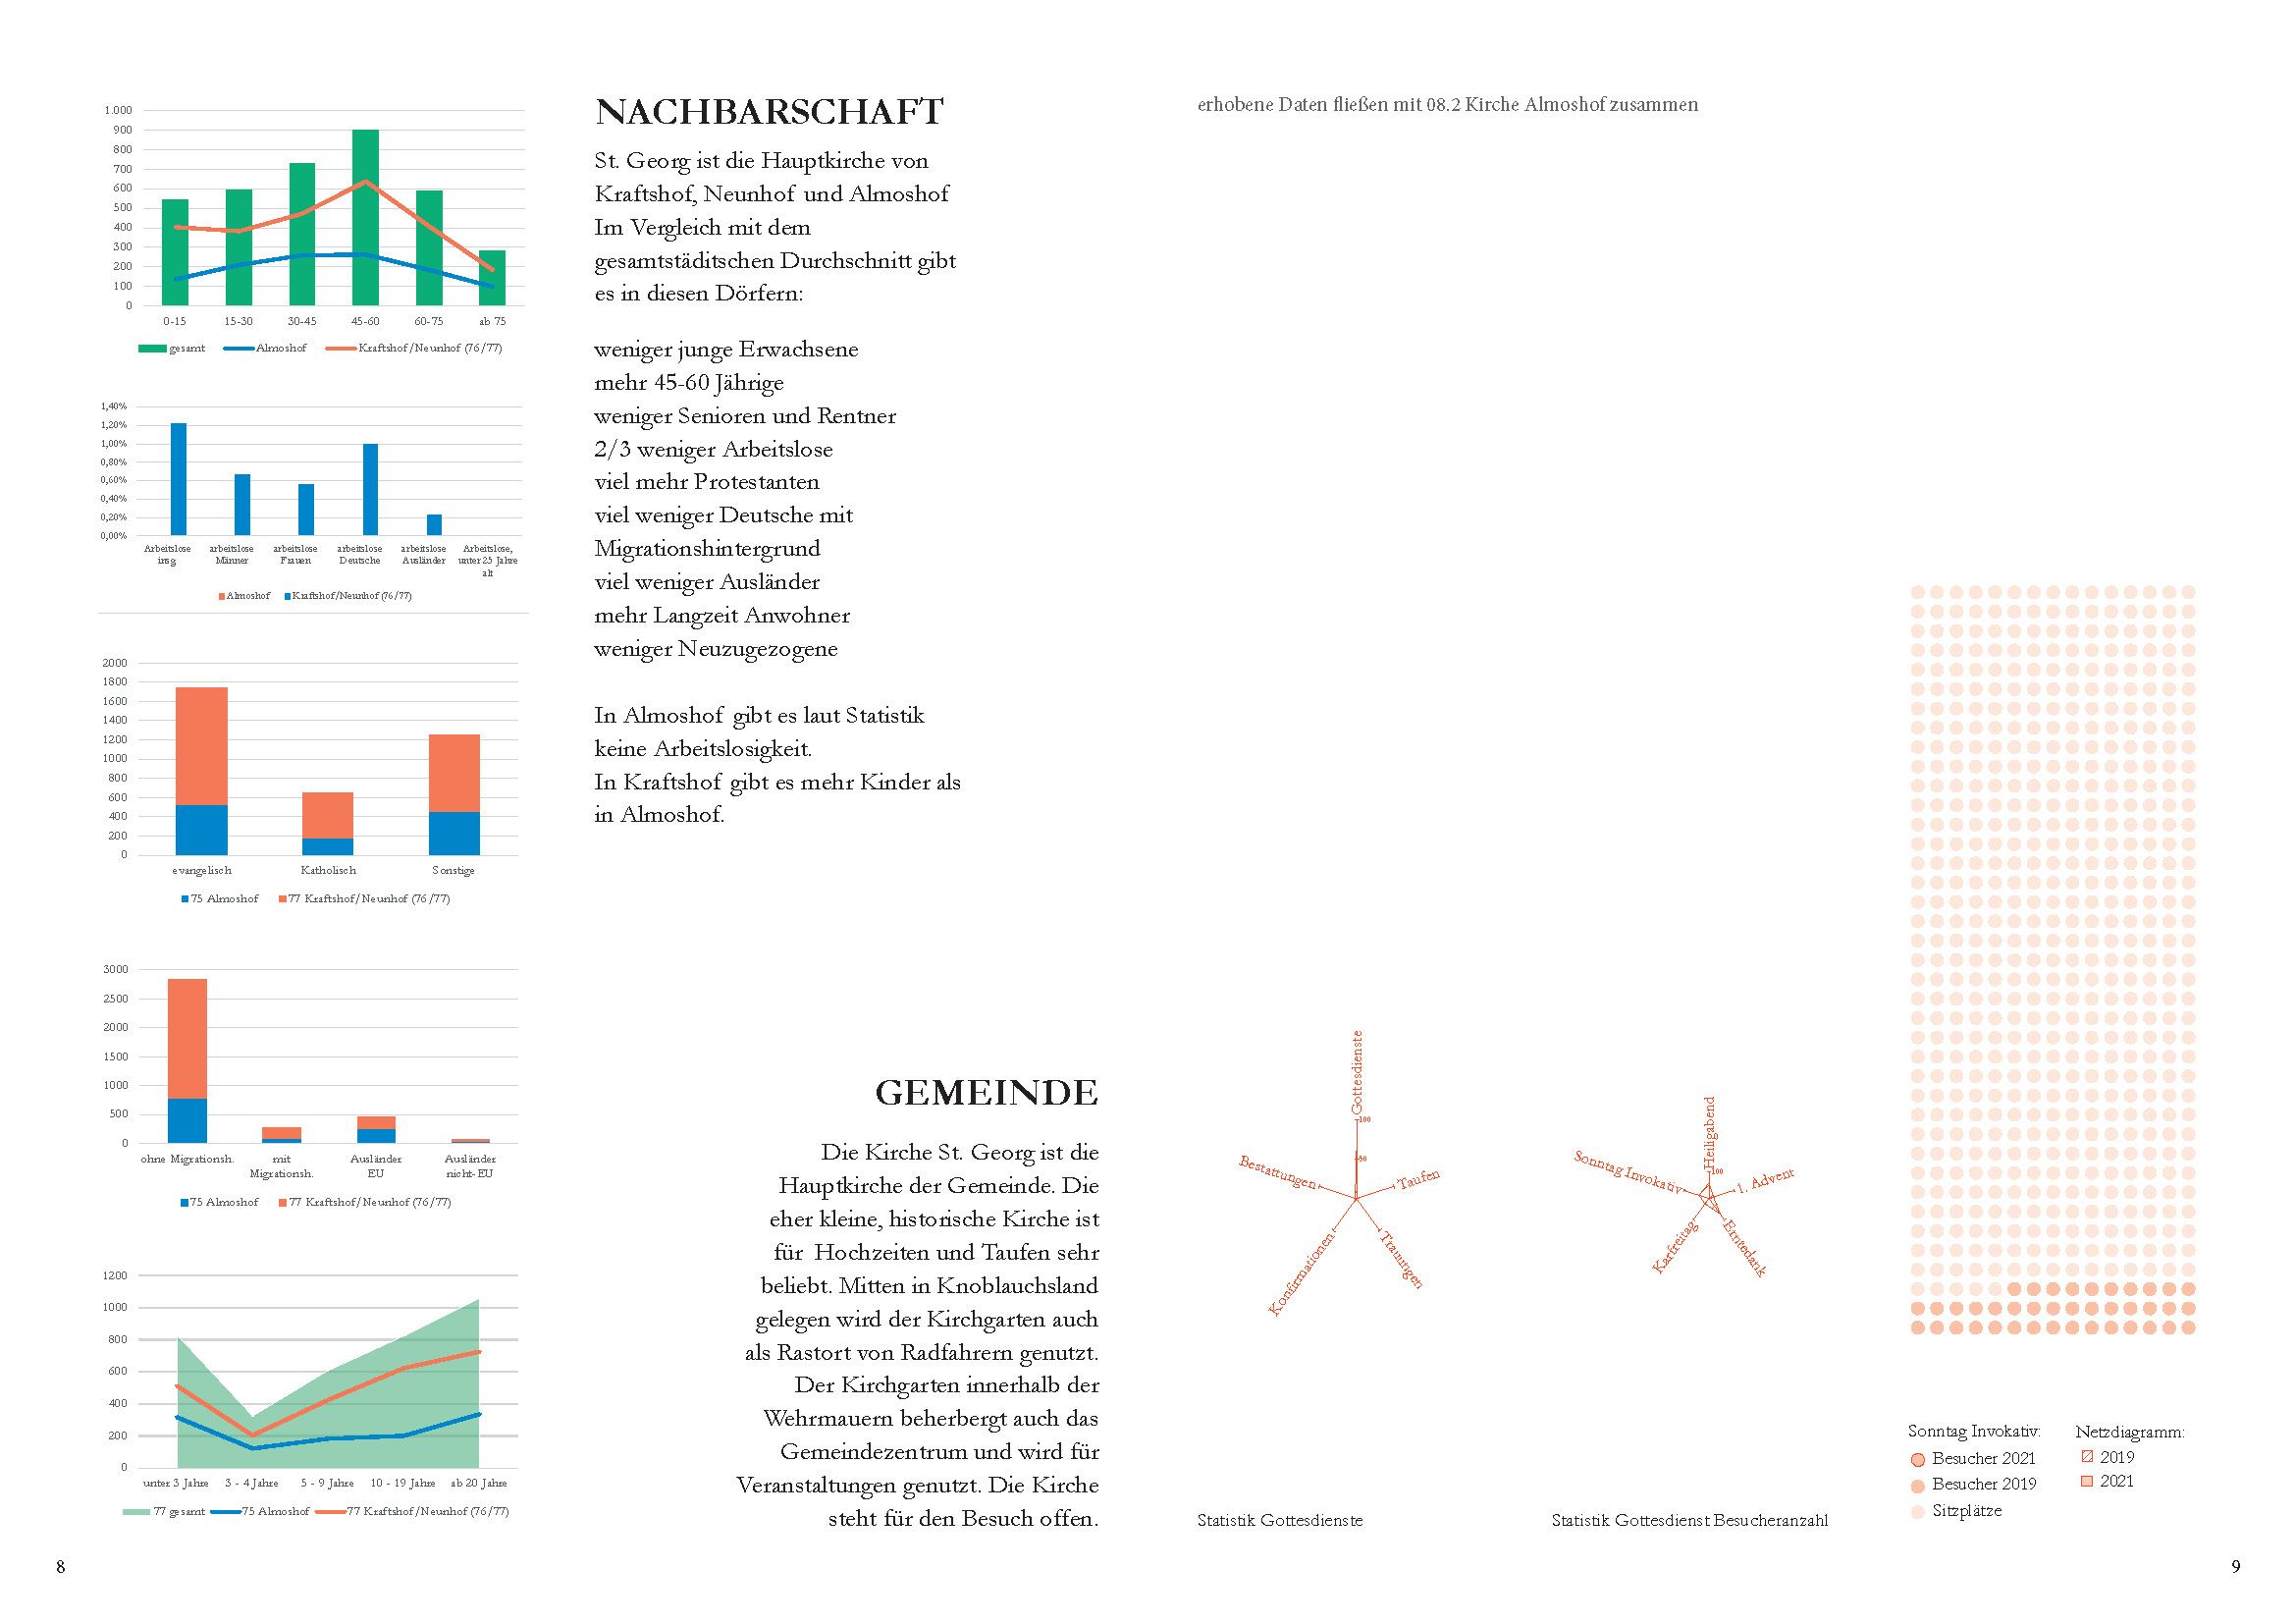 1.000
900
800
700
600
500
400
300
200
100
0
0-15 15-30 30-45 45-60 60-75 ab 75
gesamt Almoshof Kraftshof/Neunhof (76/77)
1,40%
1,20%
1,00%
0,80%
0,60%
0,40%
0,20%
0,00%
Arbeitslose insg.
arbeitslose Männer
arbeitslose Frauen
arbeitslose Deutsche
arbeitslose Ausländer
Arbeitslose, unter 25 Jahre alt
Almoshof Kraftshof/Neunhof (76/77)
2000
1800
1600
1400
1200
1000
800
600
400
200
0
evangelisch Katholisch Sonstige
75 Almoshof 77 Kraftshof/Neunhof (76/77)
3000
2500
2000
1500
1000
500
0
ohne Migrationsh.
mit Migrationsh.
Ausländer EU
Ausländer nicht-EU
75 Almoshof 77 Kraftshof/Neunhof (76/77)
1200
1000
800
600
400
200
0
unter 3 Jahre 3 - 4 Jahre 5 - 9 Jahre 10 - 19 Jahre ab 20 Jahre
77 gesamt 75 Almoshof 77 Kraftshof/Neunhof (76/77)
8
NACHBARSCHAFT
St. Georg ist die Hauptkirche von
Kraftshof, Neunhof und Almoshof
Im Vergleich mit dem
gesamtstäditschen Durchschnitt gibt
es in diesen Dörfern:
weniger junge Erwachsene
mehr 45-60 Jährige
weniger Senioren und Rentner
2/3 weniger Arbeitslose
viel mehr Protestanten
viel weniger Deutsche mit
Migrationshintergrund
viel weniger Ausländer
mehr Langzeit Anwohner
weniger Neuzugezogene
In Almoshof gibt es laut Statistik
keine Arbeitslosigkeit.
In Kraftshof gibt es mehr Kinder als
in Almoshof.
GEMEINDE
Die Kirche St. Georg ist die
Hauptkirche der Gemeinde. Die
eher kleine, historische Kirche ist
für Hochzeiten und Taufen sehr
beliebt. Mitten in Knoblauchsland
gelegen wird der Kirchgarten auch
als Rastort von Radfahrern genutzt.
Der Kirchgarten innerhalb der
Wehrmauern beherbergt auch das
Gemeindezentrum und wird für
Veranstaltungen genutzt. Die Kirche
steht für den Besuch offen.
erhobene Daten fließen mit 08.2 Kirche Almoshof zusammen
Gottesdienste
100
50
Taufen
Trauungen
Konfirmationen
Bestattungen
Statistik Gottesdienste
Heiligabend
100
1. Advent
Erntedank
Karfreitag
Sonntag Invokativ
Statistik Gottesdienst Besucheranzahl
Sonntag Invokativ:
Besucher 2021
Besucher 2019
Sitzplätze
Netzdiagramm:
2019
2021
9